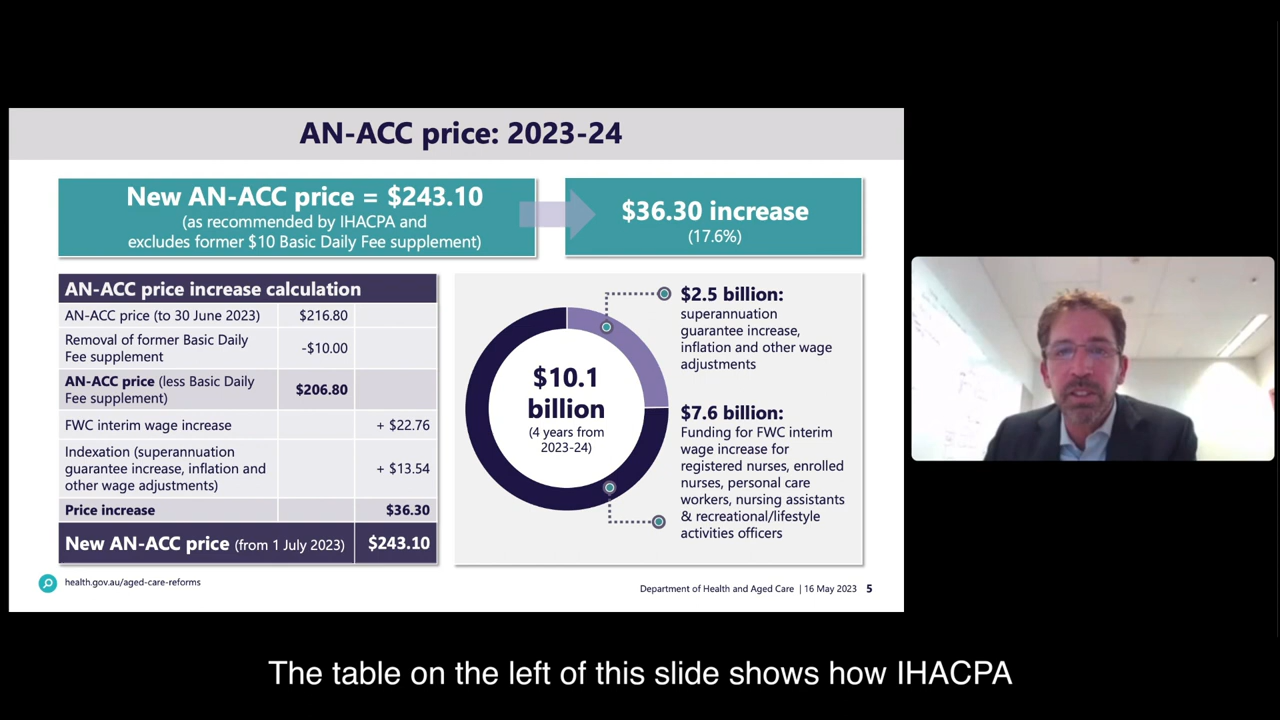 AN-ACC price: 2023-24
New AN-ACC price = $243.10
(as recommended by IHACPA and
excludes former $10 Basic Daily Fee supplement)
$36.30 increase
(17.6%)
AN-ACC price increase calculation
AN-ACC price (to 30 June 2023) $216.80
Removal of former Basic Daily
Fee supplement
-$10.00
AN-ACC price (less Basic Daily
Fee supplement)
$206.80
FWC interim wage increase + $22.76
Indexation (superannuation
guarantee increase, inflation and
other wage adjustments)
+ $13.54
Price increase $36.30
New AN-ACC price (from 1 July 2023) $243.10
$10.1
billion
(4 years from
2023-24)
$2.5 billion:
superannuation
guarantee increase,
inflation and other wage
adjustments
$7.6 billion:
Funding for FWC interim
wage increase for
registered nurses, enrolled
nurses, personal care
workers, nursing assistants
& recreational/lifestyle
activities officers
health.gov.au/aged-care-reforms
Department of Health and Aged Care | 16 May 2023 5
The table on the left of this slide shows how IHACPA